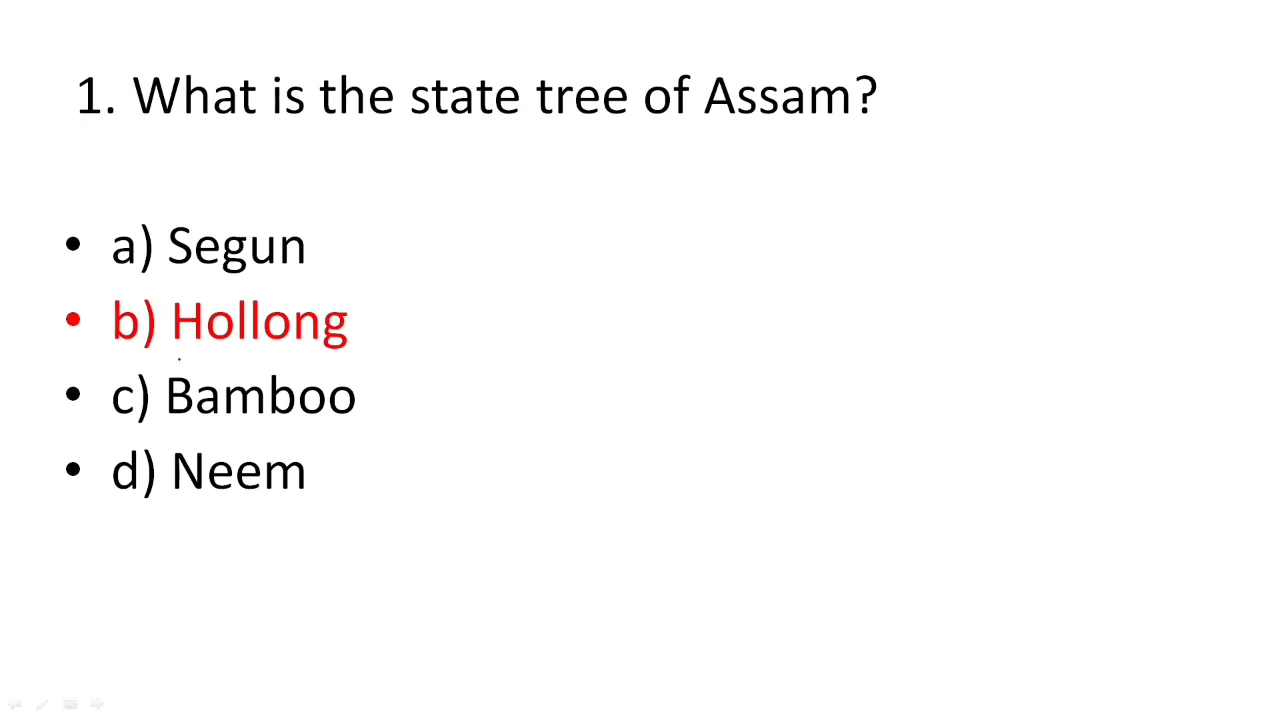 1. What is the state tree of Assam?
• a) Segun
• b) Hollong
• c) Bamboo
• d) Neem